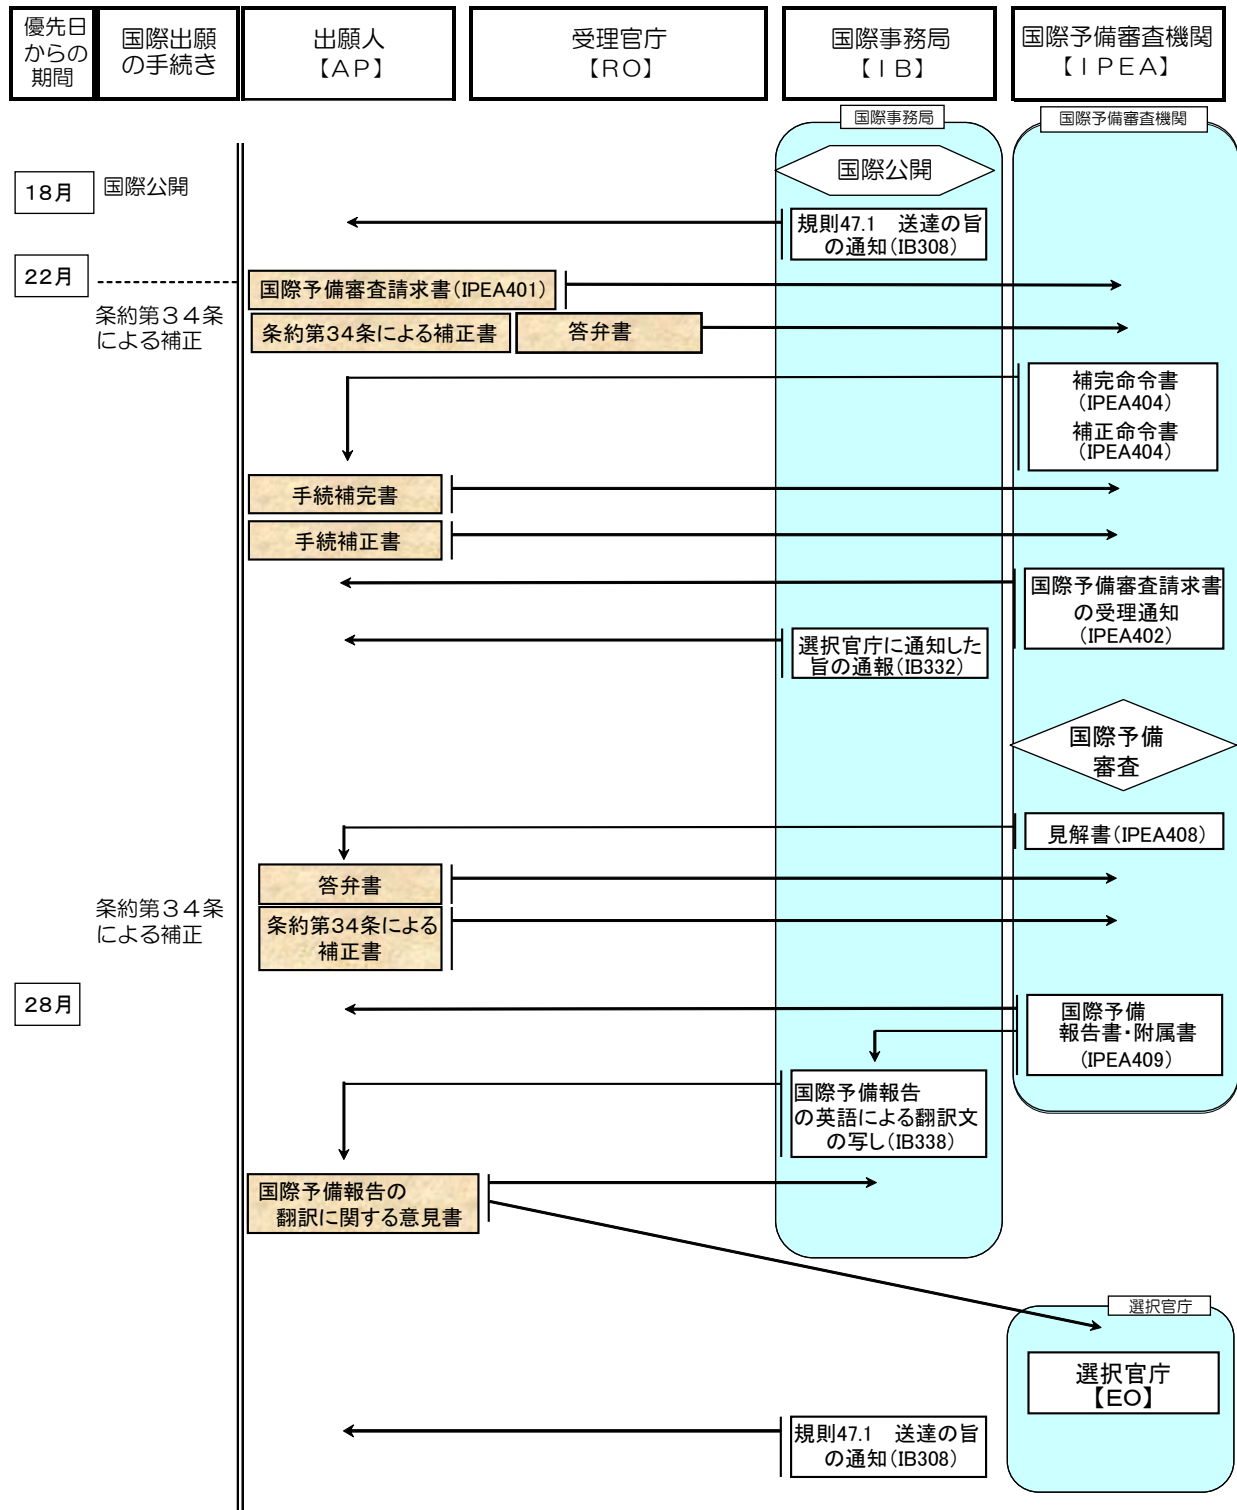 優先日
からの
期間
国際出願
の手続き
出願人
【AP】
受理官庁
【RO】
国際事務局
【IB】
国際予備審査機関
【IPEA】
国際事務局
国際予備審査機関
18月
国際公開
国際公開
規則47.1　送達の旨
の通知(IB308)
22月
国際予備審査請求書(IPEA401)
条約第34条
による補正
条約第34条による補正書
答弁書
補完命令書
(IPEA404)
補正命令書
(IPEA404)
手続補完書
手続補正書
国際予備審査請求書
の受理通知
(IPEA402)
選択官庁に通知した
旨の通報(IB332)
国際予備
審査
見解書(IPEA408)
答弁書
条約第34条
による補正
条約第34条による
補正書
28月
国際予備
報告書・附属書
(IPEA409)
国際予備報告
の英語による翻訳文
の写し(IB338)
国際予備報告の
翻訳に関する意見書
選択官庁
選択官庁
【EO】
規則47.1　送達の旨
の通知(IB308)